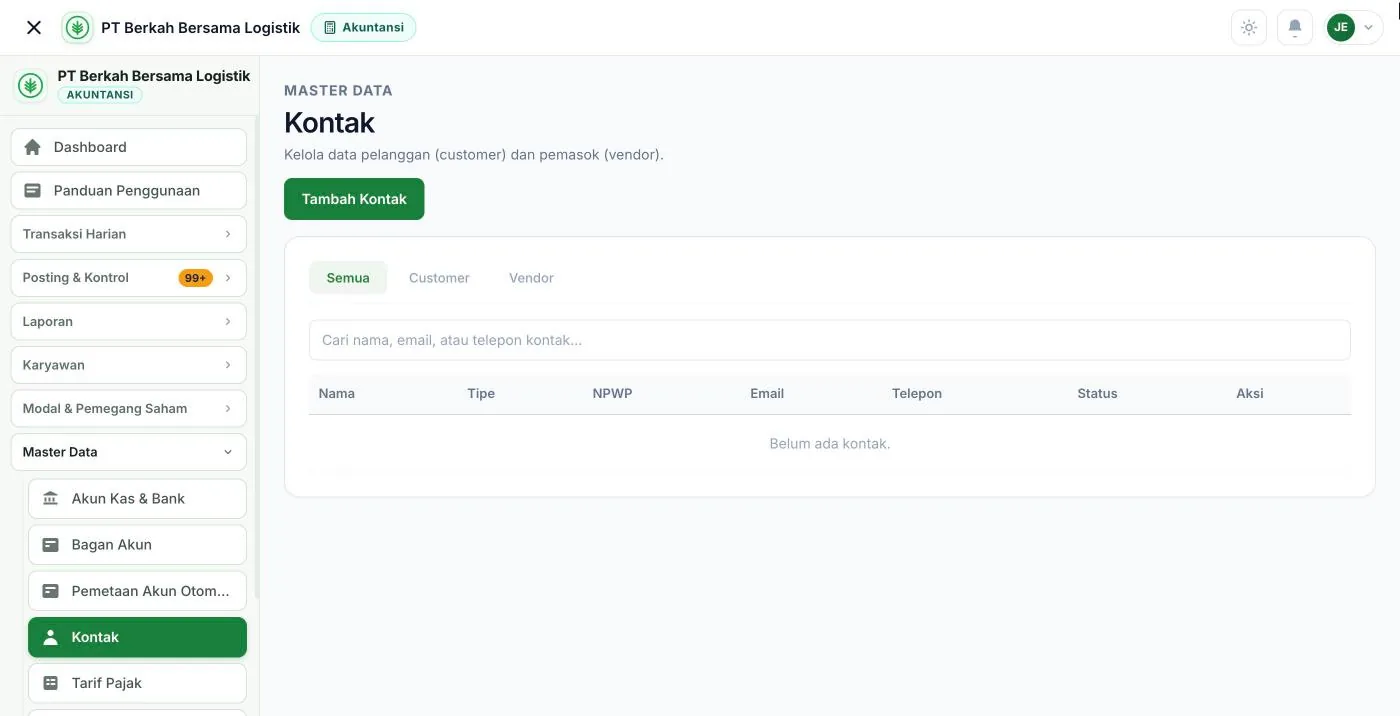 PT Berkah Bersama Logistik
Akuntansi
JE
PT Berkah Bersama Logistik
AKUNTANSI
Dashboard
Panduan Penggunaan
Transaksi Harian
Posting & Kontrol
99+
Laporan
Karyawan
Modal & Pemegang Saham
Master Data
Akun Kas & Bank
Bagan Akun
Pemetaan Akun Otom...
Kontak
Tarif Pajak
MASTER DATA
Kontak
Kelola data pelanggan (customer) dan pemasok (vendor).
Tambah Kontak
Semua Customer Vendor
Cari nama, email, atau telepon kontak...
Nama Tipe NPWP Email Telepon Status Aksi
Belum ada kontak.